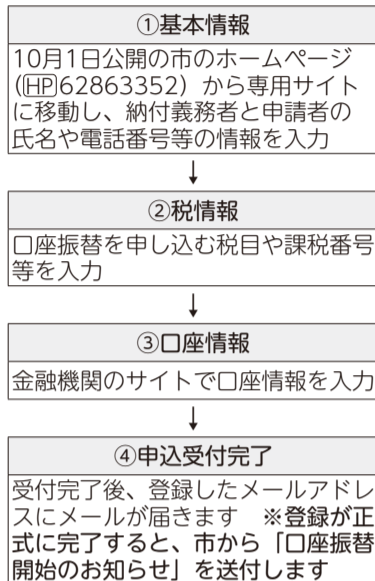 ①基本情報
10月1日公開の市のホームページ
(HP62863352）から専用サイト
に移動し、納付義務者と申請者の
氏名や電話番号等の情報を入力
↓
②税情報
口座振替を申し込む税目や課税番号
等を入力
↓
③口座情報
金融機関のサイトで口座情報を入力
↓
④申込受付完了
受付完了後、登録したメールアドレ
スにメールが届きます　※登録が正
式に完了すると、市から「口座振替
開始のお知らせ」を送付します